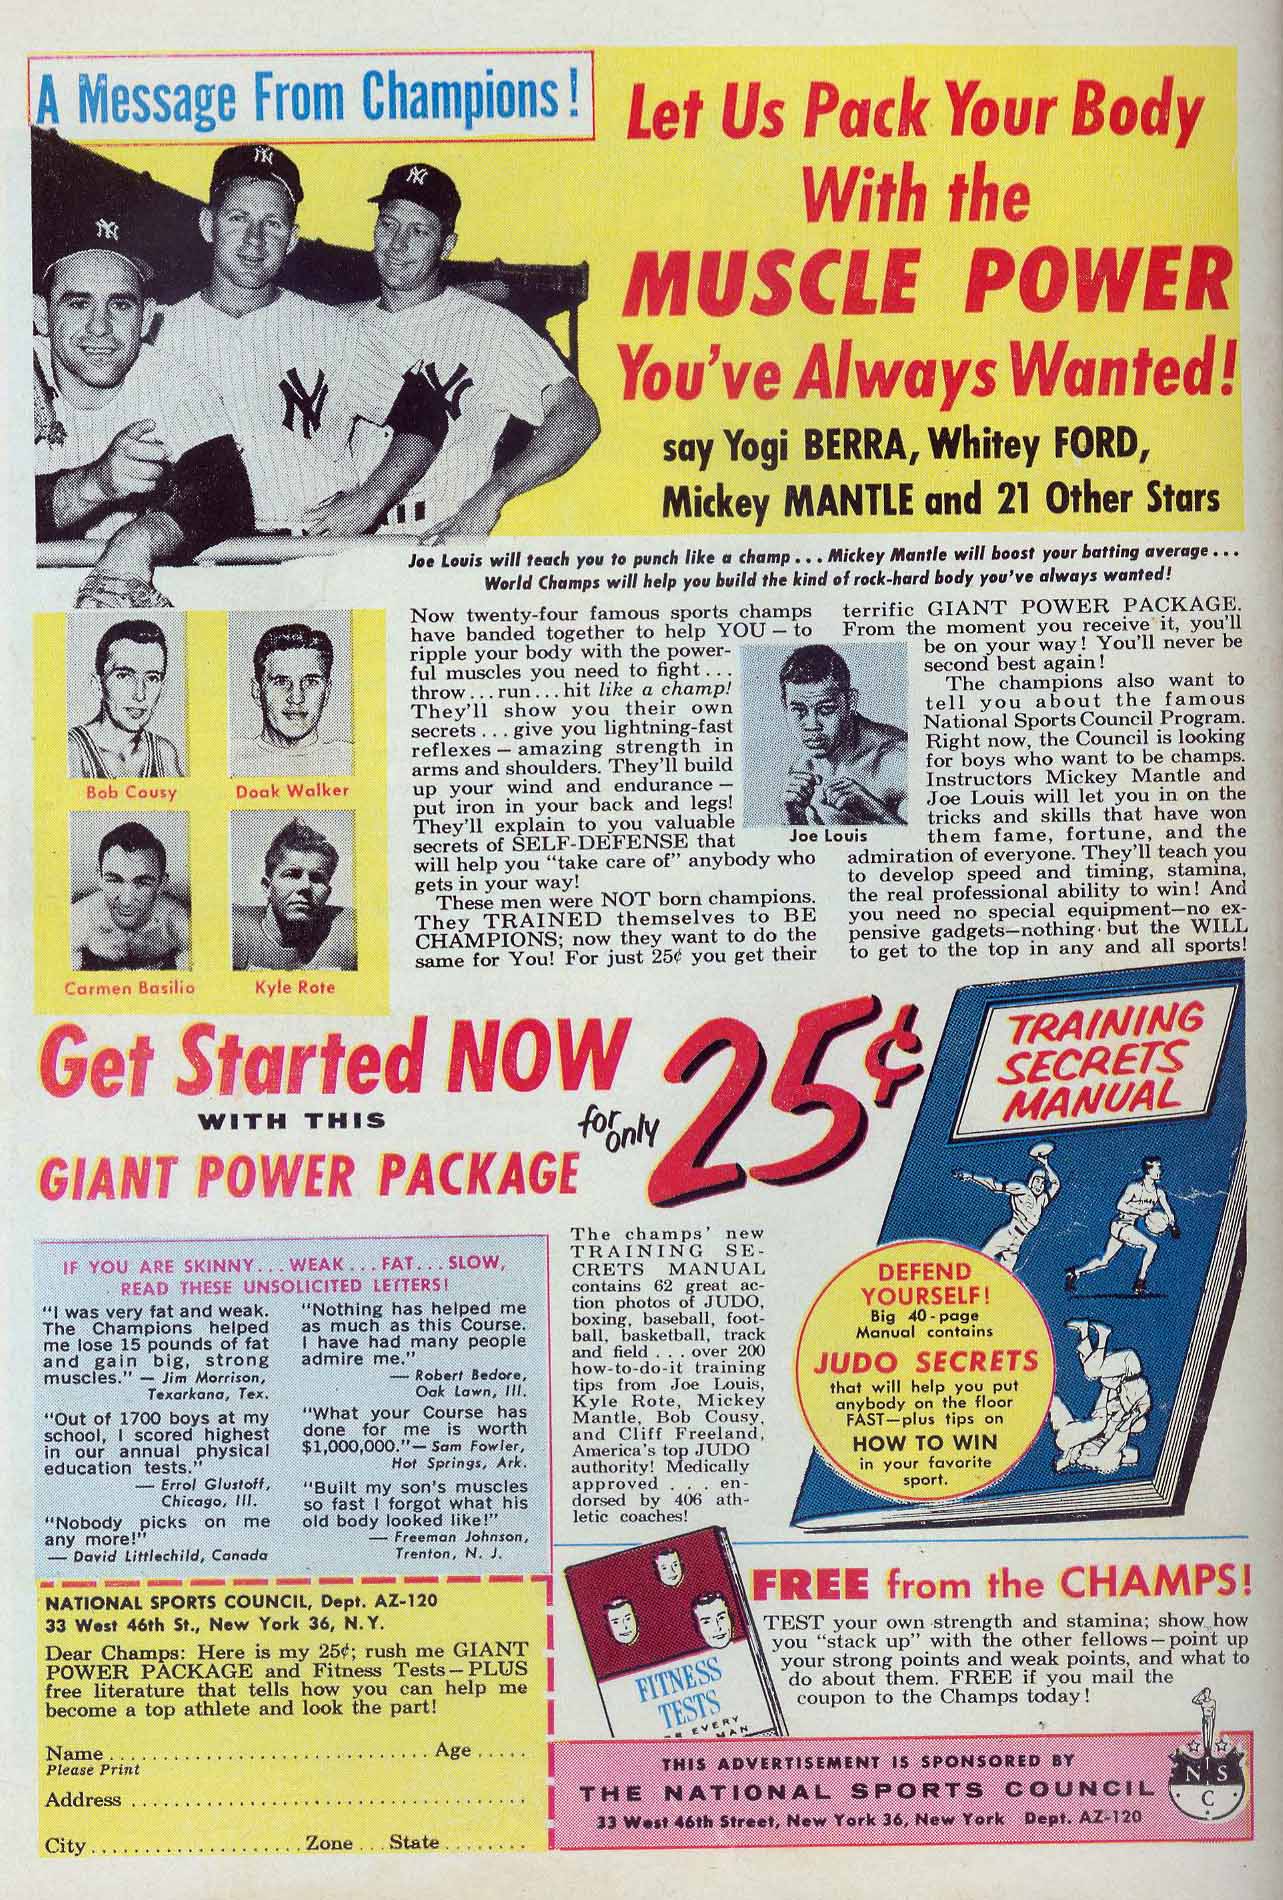 A Message From Champions!
Let Us Pack Your Body
With the
MUSCLE POWER
You've Always Wanted!
say Yogi BERRA, Whitey FORD,
Mickey MANTLE and 21 Other Stars
Joe Louis will teach you to punch like a champ . . . Mickey Mantle will boost your batting average . . .
World Champs will help you build the kind of rock-hard body you've always wanted!
Bob Cousy
Doak Walker
Carmen Basilio
Kyle Rote
Now twenty-four famous sports champs
have banded together to help YOU – to
ripple your body with the power-
ful muscles you need to fight . . .
throw . . . run . . . hit like a champ!
They'll show you their own
secrets . . . give you lightning-fast
reflexes – amazing strength in
arms and shoulders. They'll build
up your wind and endurance –
put iron in your back and legs!
They'll explain to you valuable
secrets of SELF-DEFENSE that
will help you "take care of" anybody who
gets in your way!
These men were NOT born champions.
They TRAINED themselves to BE
CHAMPIONS; now they want to do the
same for You! For just 25¢ you get their
Joe Louis
terrific GIANT POWER PACKAGE.
From the moment you receive it, you'll
be on your way! You'll never be
second best again!
The champions also want to
tell you about the famous
National Sports Council Program.
Right now, the Council is looking
for boys who want to be champs.
Instructors Mickey Mantle and
Joe Louis will let you in on the
tricks and skills that have won
them fame, fortune, and the
admiration of everyone. They'll teach you
to develop speed and timing, stamina,
the real professional ability to win! And
you need no special equipment—no ex-
pensive gadgets—nothing but the WILL
to get to the top in any and all sports!
Get Started NOW
WITH THIS
GIANT POWER PACKAGE
for only
25¢
TRAINING
SECRETS
MANUAL
DEFEND
YOURSELF!
Big 40-page
Manual contains
JUDO SECRETS
that will help you put
anybody on the floor
FAST—plus tips on
HOW TO WIN
in your favorite
sport.
IF YOU ARE SKINNY... WEAK... FAT... SLOW,
READ THESE UNSOLICITED LETTERS!
"I was very fat and weak.
The Champions helped
me lose 15 pounds of fat
and gain big, strong
muscles." — Jim Morrison,
Texarkana, Tex.
"Out of 1700 boys at my
school, I scored highest
in our annual physical
education tests."
— Errol Glustoff,
Chicago, Ill.
"Nobody picks on me
any more!"
— David Littlechild, Canada
"Nothing has helped me
as much as this Course.
I have had many people
admire me."
— Robert Bedore,
Oak Lawn, Ill.
"What your Course has
done for me is worth
$1,000,000."— Sam Fowler,
Hot Springs, Ark.
"Built my son's muscles
so fast I forgot what his
old body looked like!"
— Freeman Johnson,
Trenton, N. J.
The champs' new
TRAINING SE-
CRETS MANUAL
contains 62 great ac-
tion photos of JUDO,
boxing, baseball, foot-
ball, basketball, track
and field . . . over 200
how-to-do-it training
tips from Joe Louis,
Kyle Rote, Mickey
Mantle, Bob Cousy,
and Cliff Freeland,
America's top JUDO
authority! Medically
approved . . . en-
dorsed by 406 ath-
letic coaches!
NATIONAL SPORTS COUNCIL, Dept. AZ-120
33 West 46th St., New York 36, N.Y.
Dear Champs: Here is my 25¢; rush me GIANT
POWER PACKAGE and Fitness Tests—PLUS
free literature that tells how you can help me
become a top athlete and look the part!
Name . . . . . . . . . . . . . . . . . . . . . . . . . . . . . . Age . . . . .
Please Print
Address . . . . . . . . . . . . . . . . . . . . . . . . . . . . . . . . . . . .
City . . . . . . . . . . . . . . . . . . . . Zone . . . State . . . . . . . .
FITNESS
TESTS
EVERY
MAN
FREE from the CHAMPS!
TEST your own strength and stamina; show how
you "stack up" with the other fellows—point up
your strong points and weak points, and what to
do about them. FREE if you mail the
coupon to the Champs today!
THIS ADVERTISEMENT IS SPONSORED BY
THE NATIONAL SPORTS COUNCIL
33 West 46th Street, New York 36, New York Dept. AZ-120
N S
C